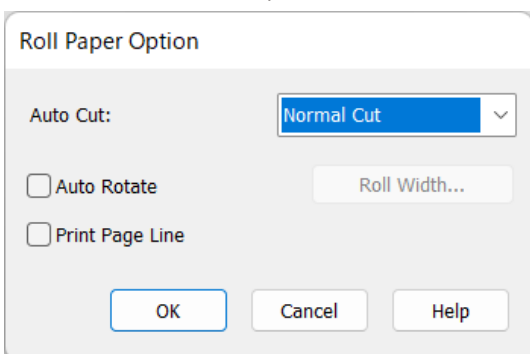 Roll Paper Option
Auto Cut: Normal Cut
Auto Rotate Roll Width...
Print Page Line
OK Cancel Help